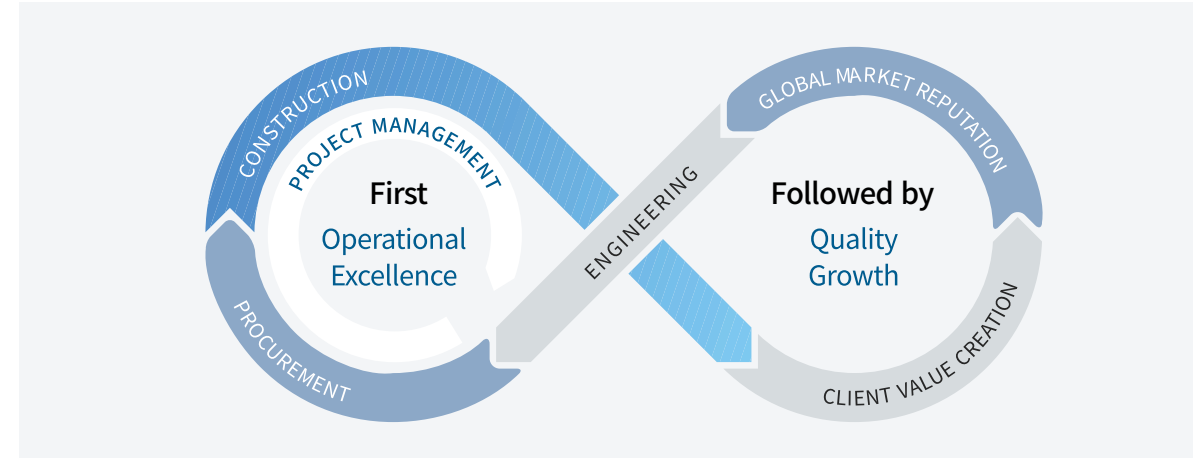 CONSTRUCTION
PROJECT MANAGEMENT
First
Operational
Excellence
PROCUREMENT
ENGINEERING
GLOBAL MARKET REPUTATION
Followed by
Quality
Growth
CLIENT VALUE CREATION